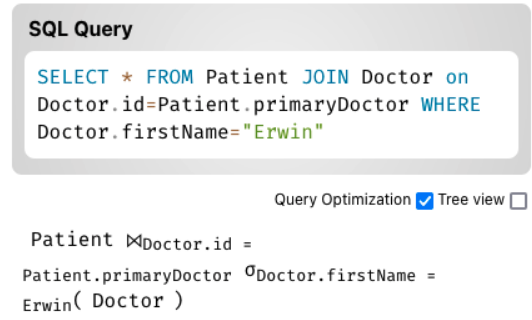 SQL Query
SELECT * FROM Patient JOIN Doctor on
Doctor.id=Patient.primaryDoctor WHERE
Doctor.firstName="Erwin"
Query Optimization Tree view
Patient ⋈Doctor.id =
Patient.primaryDoctor σDoctor.firstName =
Erwin( Doctor )